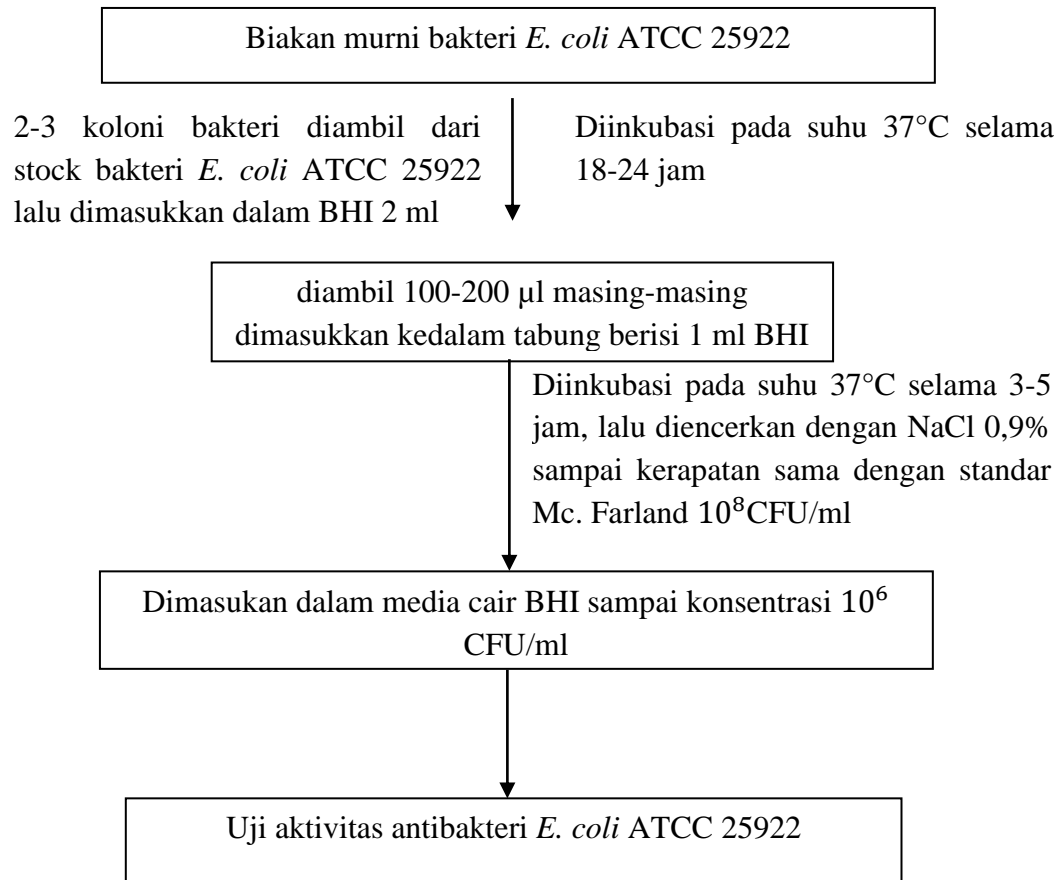 Biakan murni bakteri E. coli ATCC 25922
2-3 koloni bakteri diambil dari
stock bakteri E. coli ATCC 25922
lalu dimasukkan dalam BHI 2 ml
Diinkubasi pada suhu 37°C selama
18-24 jam
diambil 100-200 µl masing-masing
dimasukkan kedalam tabung berisi 1 ml BHI
Diinkubasi pada suhu 37°C selama 3-5
jam, lalu diencerkan dengan NaCl 0,9%
sampai kerapatan sama dengan standar
Mc. Farland 10⁸CFU/ml
Dimasukan dalam media cair BHI sampai konsentrasi 10⁶
CFU/ml
Uji aktivitas antibakteri E. coli ATCC 25922